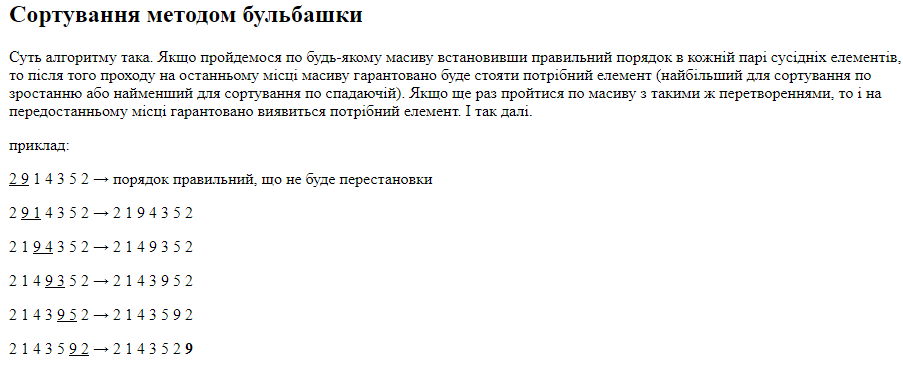 Сортування методом бульбашки
Суть алгоритму така. Якщо пройдемося по будь-якому масиву встановивши правильний порядок в кожній парі сусідніх елементів,
то після того проходу на останньому місці масиву гарантовано буде стояти потрібний елемент (найбільший для сортування по
зростанню або найменший для сортування по спадаючій). Якщо ще раз пройтися по масиву з такими ж перетвореннями, то і на
передостанньому місці гарантовано виявиться потрібний елемент. І так далі.
приклад:
2 9 1 4 3 5 2 → порядок правильний, що не буде перестановки
2 9 1 4 3 5 2 → 2 1 9 4 3 5 2
2 1 9 4 3 5 2 → 2 1 4 9 3 5 2
2 1 4 9 3 5 2 → 2 1 4 3 9 5 2
2 1 4 3 9 5 2 → 2 1 4 3 5 9 2
2 1 4 3 5 9 2 → 2 1 4 3 5 2 9